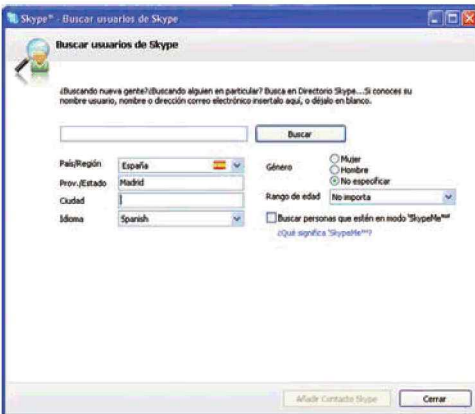 Skype™ - Buscar usuarios de Skype
Buscar usuarios de Skype
¿Buscando nueva gente?¿Buscando alguien en particular? Busca en Directorio Skype....Si conoces su
nombre usuario, nombre o dirección correo electrónico insertalo aquí, o déjalo en blanco.
Buscar
País/Región España
Prov./Estado Madrid
Ciudad
Idioma Spanish
Género
Mujer
Hombre
No especificar
Rango de edad No importa
Buscar personas que estén en modo 'SkypeMe™'
¿Qué significa 'SkypeMe™'?
Añadir Contacto Skype Cerrar